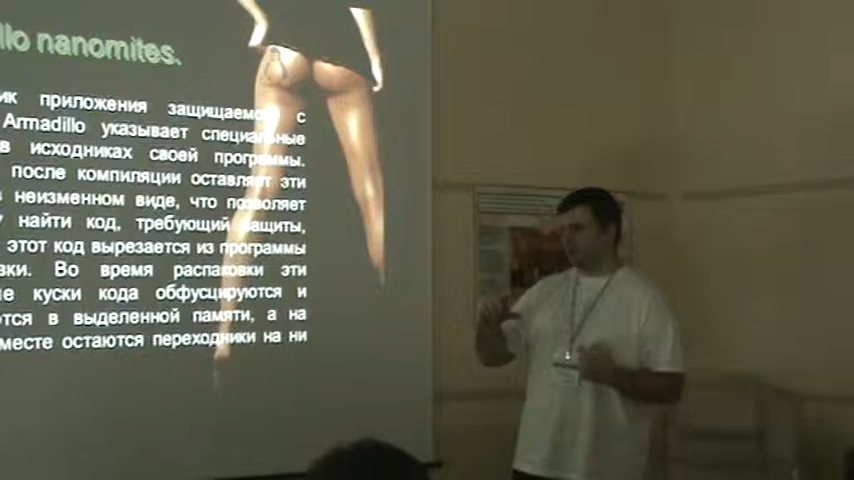 llo nanomites.
ик приложения защищаемого с
Armadillo указывает специальные
в исходниках своей программы.
после компиляции оставляет эти
в неизменном виде, что позволяет
у найти код, требующий защиты,
этот код вырезается из программы
вки. Во время распаковки эти
ые куски кода обфусцируются и
тся в выделенной памяти, а на
месте остаются переходники на ни